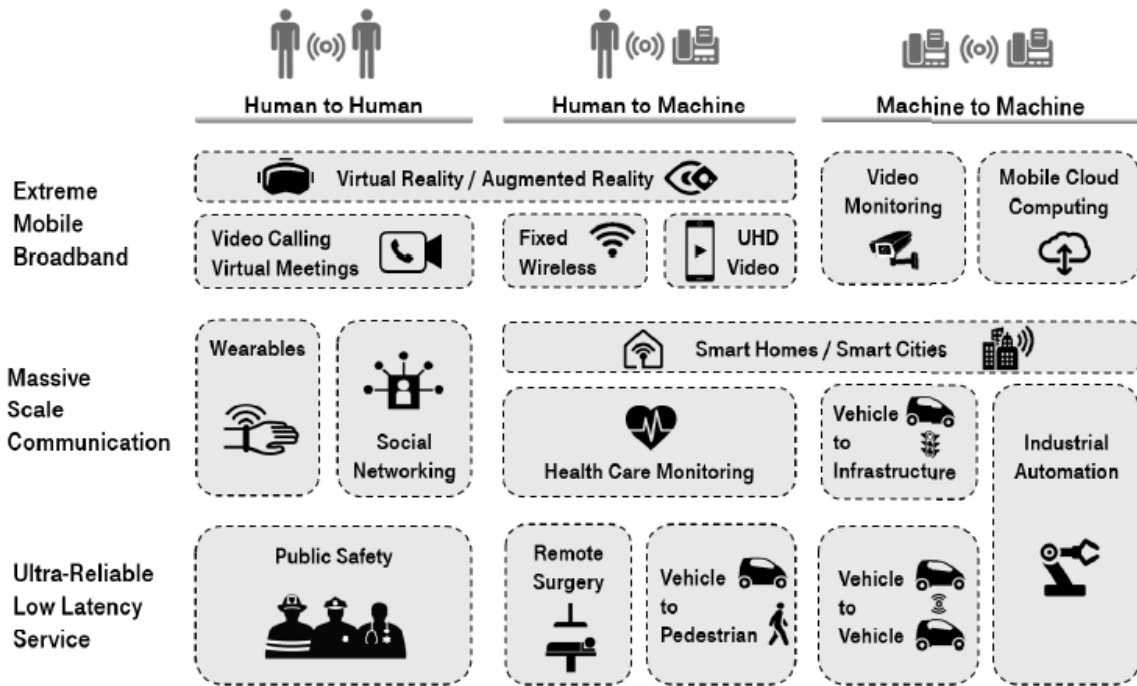 Human to Human
Human to Machine
Machine to Machine
Extreme
Mobile
Broadband
Virtual Reality / Augmented Reality
Video
Monitoring
Mobile Cloud
Computing
Video Calling
Virtual Meetings
Fixed
Wireless
UHD
Video
Massive
Scale
Communication
Wearables
Social
Networking
Smart Homes / Smart Cities
Health Care Monitoring
Vehicle
to
Infrastructure
Industrial
Automation
Ultra-Reliable
Low Latency
Service
Public Safety
Remote
Surgery
Vehicle
to
Pedestrian
Vehicle
to
Vehicle